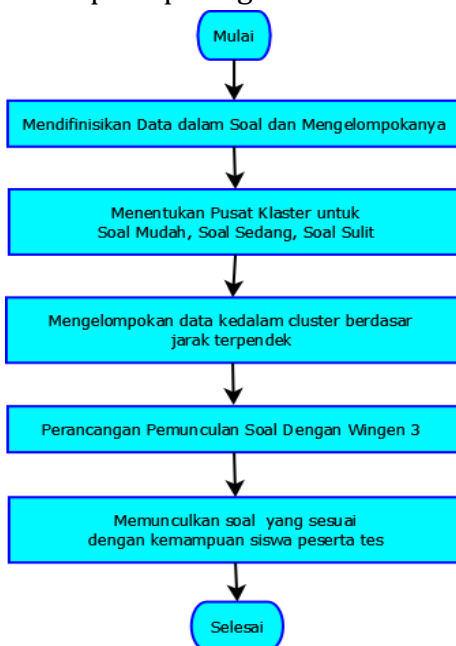 Mulai
Mendifinisikan Data dalam Soal dan Mengelompokanya
Menentukan Pusat Klaster untuk
Soal Mudah, Soal Sedang, Soal Sulit
Mengelompokan data kedalam cluster berdasar
jarak terpendek
Perancangan Pemunculan Soal Dengan Wingen 3
Memunculkan soal yang sesuai
dengan kemampuan siswa peserta tes
Selesai